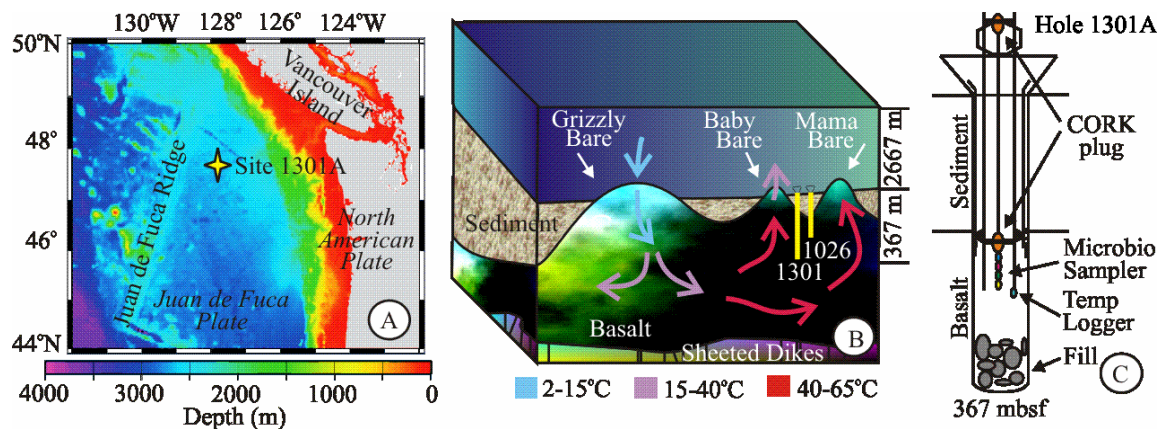 130°W 128° 126° 124°W
50°N
48°
46°
44°N
Vancouver
Island
Site 1301A
Juan de Fuca Ridge
North
American
Plate
Juan de Fuca
Plate
A
4000 3000 2000 1000 0
Depth (m)
Grizzly
Bare
Baby
Bare
Mama
Bare
2667 m
367 m
Sediment
1026
1301
Basalt
B
Sheeted Dikes
2-15°C 15-40°C 40-65°C
Hole 1301A
CORK
plug
Sediment
Microbio
Sampler
Basalt
Temp
Logger
Fill
C
367 mbsf